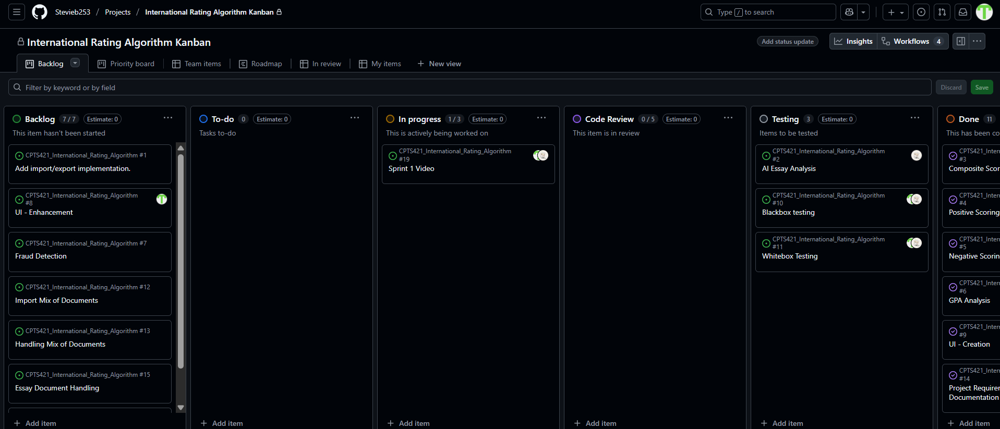 Stevieb253 / Projects / International Rating Algorithm Kanban
Type / to search
International Rating Algorithm Kanban
Add status update
Insights
Workflows 4
Backlog
Priority board
Team items
Roadmap
In review
My items
New view
Filter by keyword or by field
Discard
Save
Backlog 7 / 7 Estimate: 0
This item hasn't been started
CPTS421_International_Rating_Algorithm #1
Add import/export implementation.
CPTS421_International_Rating_Algorithm
#8
UI - Enhancement
CPTS421_International_Rating_Algorithm #7
Fraud Detection
CPTS421_International_Rating_Algorithm #12
Import Mix of Documents
CPTS421_International_Rating_Algorithm #13
Handling Mix of Documents
CPTS421_International_Rating_Algorithm #15
Essay Document Handling
Add item
To-do 0 Estimate: 0
Tasks to-do
Add item
In progress 1 / 3 Estimate: 0
This is actively being worked on
CPTS421_International_Rating_Algorithm
#19
Sprint 1 Video
Add item
Code Review 0 / 5 Estimate: 0
This item is in review
Add item
Testing 3 Estimate: 0
Items to be tested
CPTS421_International_Rating_Algorithm
#2
AI Essay Analysis
CPTS421_International_Rating_Algorithm
#10
Blackbox testing
CPTS421_International_Rating_Algorithm
#11
Whitebox Testing
Add item
Done 11
This has been co
CPTS421_Intern
#3
Composite Scor
CPTS421_Intern
#4
Positive Scoring
CPTS421_Intern
#5
Negative Scorin
CPTS421_Intern
#6
GPA Analysis
CPTS421_Intern
#9
UI - Creation
CPTS421_Intern
#14
Project Requirer
Documentation
Add item